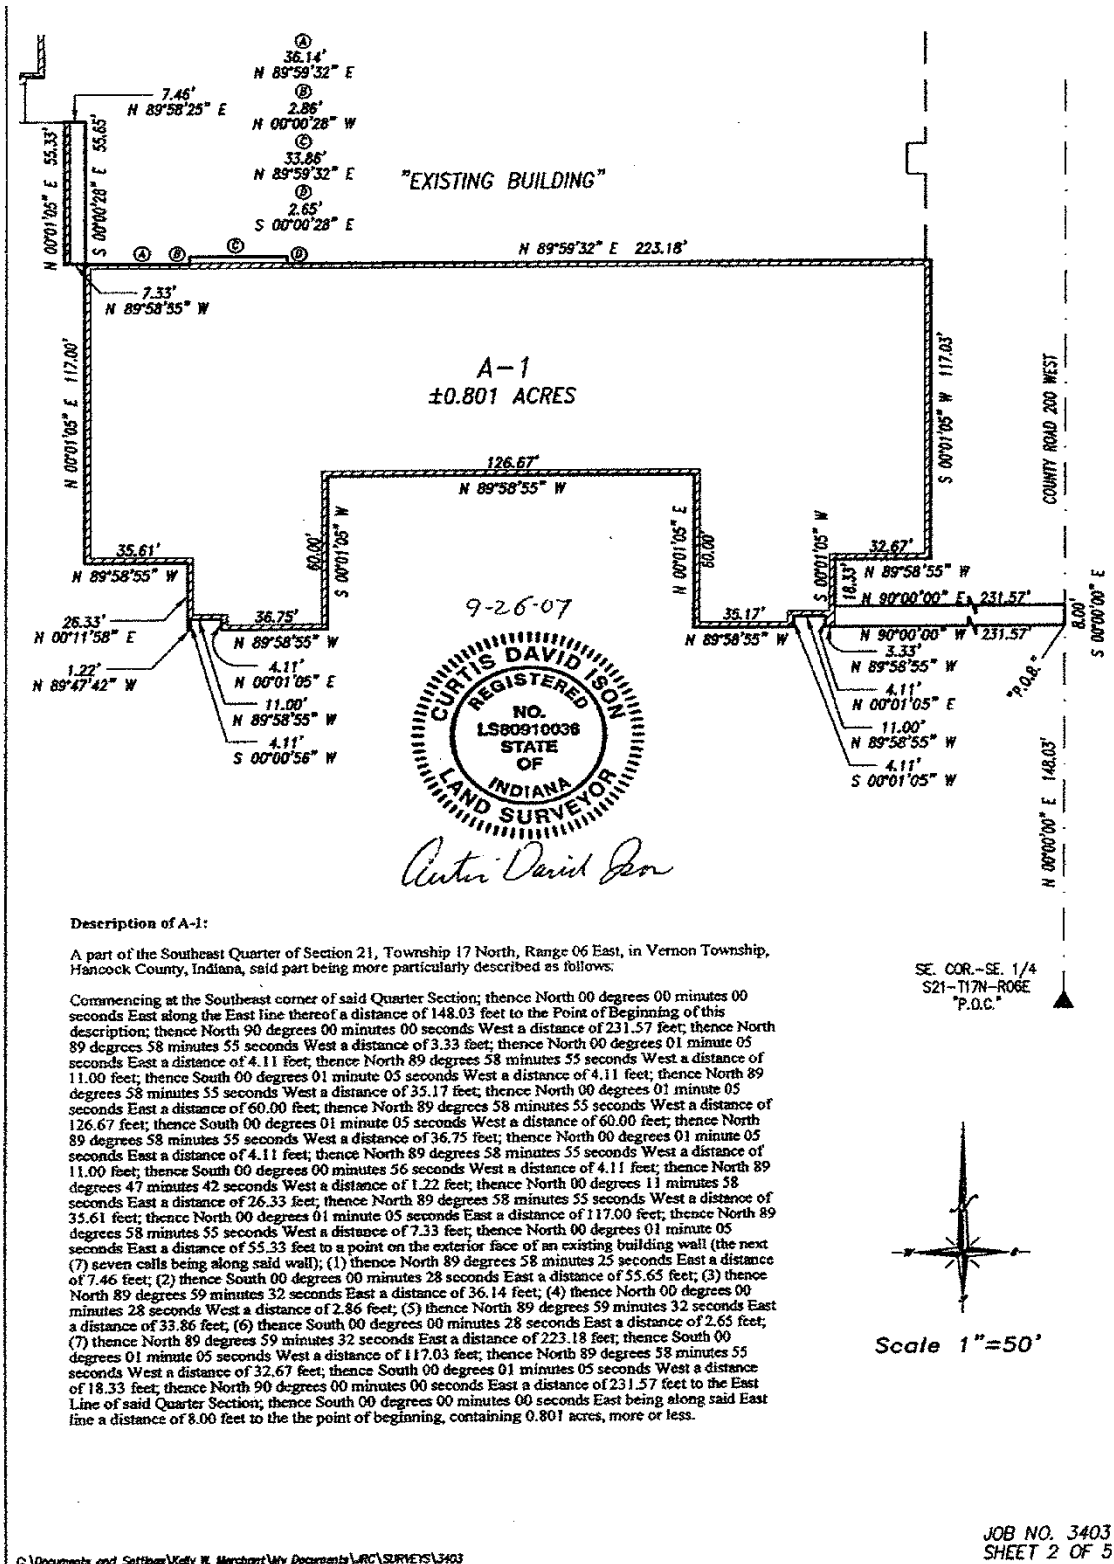 Ⓐ
36.14'
N 89°59'32" E
Ⓑ
2.86'
N 00°00'28" W
Ⓒ
33.86'
N 89°59'32" E
Ⓓ
2.65'
S 00°00'28" E
7.46'
N 89°58'25" E
N 00°01'05" E 55.33'
S 00°00'28" E 55.65'
"EXISTING BUILDING"
Ⓐ Ⓑ Ⓒ Ⓓ
N 89°59'32" E 223.18'
7.33'
N 89°58'55" W
N 00°01'05" E 117.00'
A-1
±0.801 ACRES
S 00°01'05" W 117.03'
COUNTY ROAD 200 WEST
126.67'
N 89°58'55" W
35.61'
N 89°58'55" W
60.00'
S 00°01'05" W
N 00°01'05" E
60.00'
S 00°01'05" W
18.33'
32.67'
N 89°58'55" W
N 90°00'00" E 231.57'
N 90°00'00" W 231.57'
8.00'
S 00°00'00" E
26.33'
N 00°11'58" E
36.75'
N 89°58'55" W
9-26-07
35.17'
N 89°58'55" W
3.33'
N 89°58'55" W
"P.O.B."
1.22'
N 89°47'42" W
4.11'
N 00°01'05" E
11.00'
N 89°58'55" W
4.11'
S 00°00'56" W
4.11'
N 00°01'05" E
11.00'
N 89°58'55" W
4.11'
S 00°01'05" W
N 00°00'00" E 148.03'
CURTIS DAVID ISON
REGISTERED
NO.
LS80910036
STATE
OF
INDIANA
LAND SURVEYOR
Curtis David Ison
SE. COR.-SE. 1/4
S21-T17N-R06E
"P.O.C."
Description of A-1:
A part of the Southeast Quarter of Section 21, Township 17 North, Range 06 East, in Vernon Township,
Hancock County, Indiana, said part being more particularly described as follows:
Commencing at the Southeast corner of said Quarter Section; thence North 00 degrees 00 minutes 00
seconds East along the East line thereof a distance of 148.03 feet to the Point of Beginning of this
description; thence North 90 degrees 00 minutes 00 seconds West a distance of 231.57 feet; thence North
89 degrees 58 minutes 55 seconds West a distance of 3.33 feet; thence North 00 degrees 01 minute 05
seconds East a distance of 4.11 feet; thence North 89 degrees 58 minutes 55 seconds West a distance of
11.00 feet; thence South 00 degrees 01 minute 05 seconds West a distance of 4.11 feet; thence North 89
degrees 58 minutes 55 seconds West a distance of 35.17 feet; thence North 00 degrees 01 minute 05
seconds East a distance of 60.00 feet; thence North 89 degrees 58 minutes 55 seconds West a distance of
126.67 feet; thence South 00 degrees 01 minute 05 seconds West a distance of 60.00 feet; thence North
89 degrees 58 minutes 55 seconds West a distance of 36.75 feet; thence North 00 degrees 01 minute 05
seconds East a distance of 4.11 feet; thence North 89 degrees 58 minutes 55 seconds West a distance of
11.00 feet; thence South 00 degrees 00 minutes 56 seconds West a distance of 4.11 feet; thence North 89
degrees 47 minutes 42 seconds West a distance of 1.22 feet; thence North 00 degrees 11 minutes 58
seconds East a distance of 26.33 feet; thence North 89 degrees 58 minutes 55 seconds West a distance of
35.61 feet; thence North 00 degrees 01 minute 05 seconds East a distance of 117.00 feet; thence North 89
degrees 58 minutes 55 seconds West a distance of 7.33 feet; thence North 00 degrees 01 minute 05
seconds East a distance of 55.33 feet to a point on the exterior face of an existing building wall (the next
(7) seven calls being along said wall); (1) thence North 89 degrees 58 minutes 25 seconds East a distance
of 7.46 feet; (2) thence South 00 degrees 00 minutes 28 seconds East a distance of 55.65 feet; (3) thence
North 89 degrees 59 minutes 32 seconds East a distance of 36.14 feet; (4) thence North 00 degrees 00
minutes 28 seconds West a distance of 2.86 feet; (5) thence North 89 degrees 59 minutes 32 seconds East
a distance of 33.86 feet; (6) thence South 00 degrees 00 minutes 28 seconds East a distance of 2.65 feet;
(7) thence North 89 degrees 59 minutes 32 seconds East a distance of 223.18 feet; thence South 00
degrees 01 minute 05 seconds West a distance of 117.03 feet; thence North 89 degrees 58 minutes 55
seconds West a distance of 32.67 feet; thence South 00 degrees 01 minutes 05 seconds West a distance
of 18.33 feet; thence North 90 degrees 00 minutes 00 seconds East a distance of 231.57 feet to the East
Line of said Quarter Section; thence South 00 degrees 00 minutes 00 seconds East being along said East
line a distance of 8.00 feet to the the point of beginning, containing 0.801 acres, more or less.
Scale 1"=50'
JOB NO. 3403
SHEET 2 OF 5
C:\Documents and Settings\Kelly W. Merchant\My Documents\JRC\SURVEYS\3403